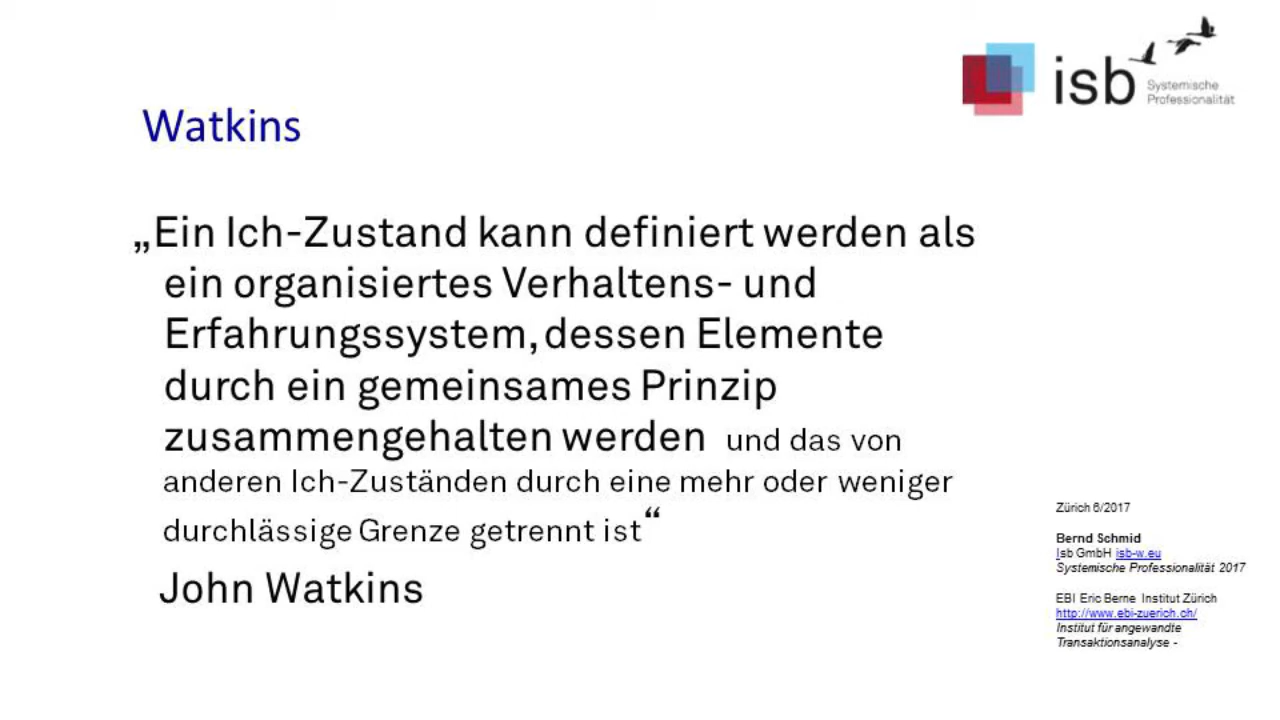 isb
Systemische
Professionalität
Watkins
„Ein Ich-Zustand kann definiert werden als
ein organisiertes Verhaltens- und
Erfahrungssystem, dessen Elemente
durch ein gemeinsames Prinzip
zusammengehalten werden und das von
anderen Ich-Zuständen durch eine mehr oder weniger
durchlässige Grenze getrennt ist“
John Watkins
Zürich 6/2017
Bernd Schmid
Isb GmbH isb-w.eu
Systemische Professionalität 2017
EBI Eric Berne Institut Zürich
http://www.ebi-zuerich.ch/
Institut für angewandte
Transaktionsanalyse -